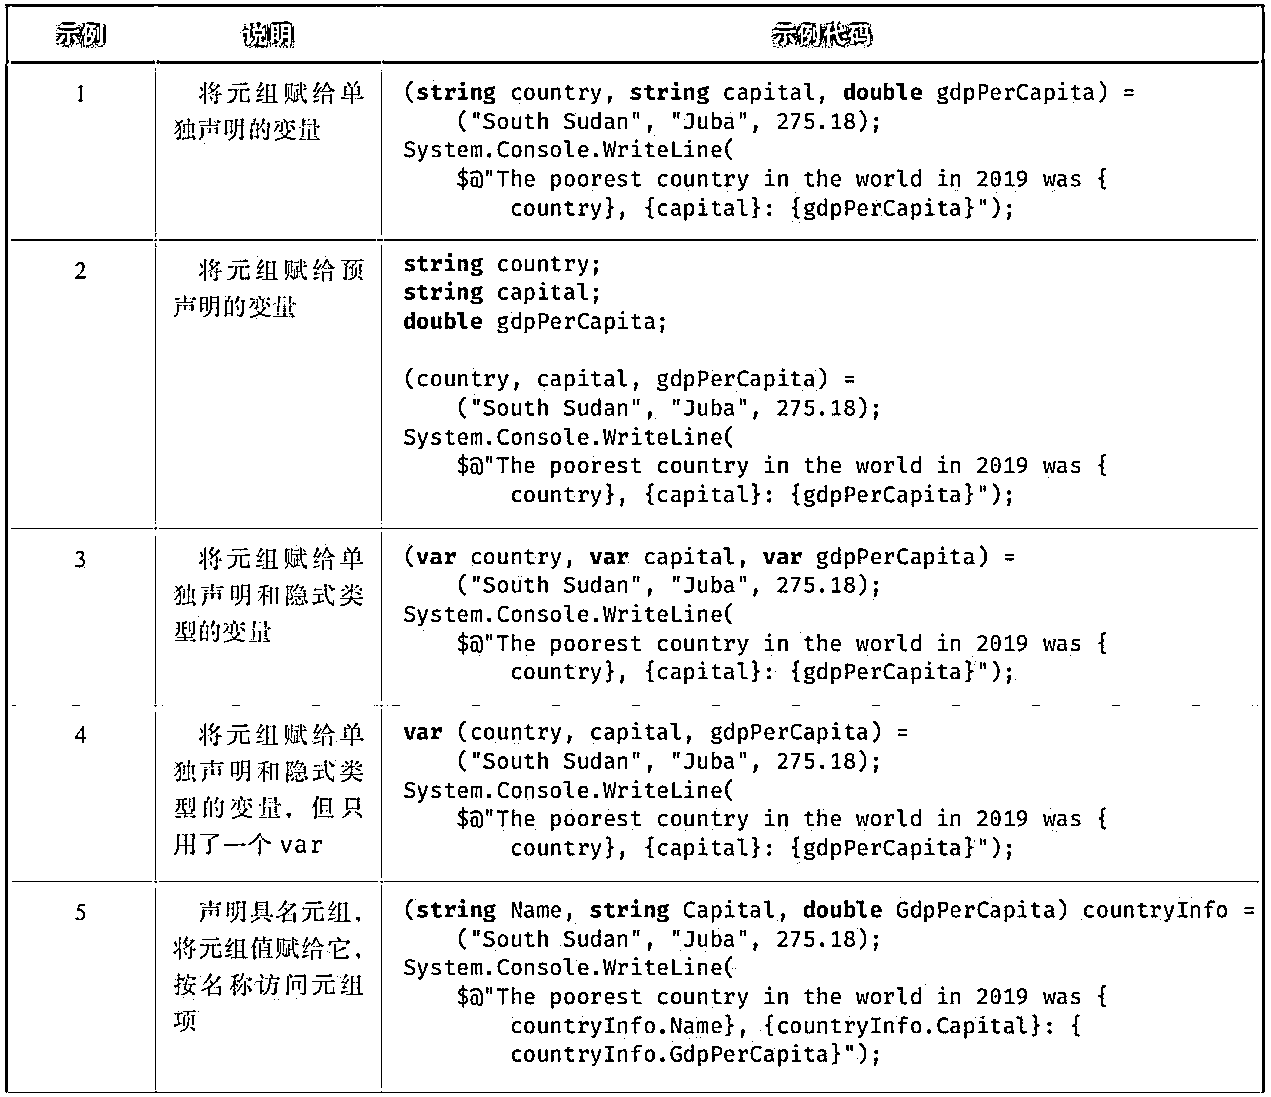 示例 说明 示例代码
1
将元组赋给单
独声明的变量
(string country, string capital, double gdpPerCapita) =
    ("South Sudan", "Juba", 275.18);
System.Console.WriteLine(
    $@"The poorest country in the world in 2019 was {
        country}, {capital}: {gdpPerCapita}");
2
将元组赋给预
声明的变量
string country;
string capital;
double gdpPerCapita;
(country, capital, gdpPerCapita) =
    ("South Sudan", "Juba", 275.18);
System.Console.WriteLine(
    $@"The poorest country in the world in 2019 was {
        country}, {capital}: {gdpPerCapita}");
3
将元组赋给单
独声明和隐式类
型的变量
(var country, var capital, var gdpPerCapita) =
    ("South Sudan", "Juba", 275.18);
System.Console.WriteLine(
    $@"The poorest country in the world in 2019 was {
        country}, {capital}: {gdpPerCapita}");
4
将元组赋给单
独声明和隐式类
型的变量，但只
用了一个 var
var (country, capital, gdpPerCapita) =
    ("South Sudan", "Juba", 275.18);
System.Console.WriteLine(
    $@"The poorest country in the world in 2019 was {
        country}, {capital}: {gdpPerCapita}");
5
声明具名元组，
将元组值赋给它，
按名称访问元组
项
(string Name, string Capital, double GdpPerCapita) countryInfo =
    ("South Sudan", "Juba", 275.18);
System.Console.WriteLine(
    $@"The poorest country in the world in 2019 was {
        countryInfo.Name}, {countryInfo.Capital}: {
        countryInfo.GdpPerCapita}");